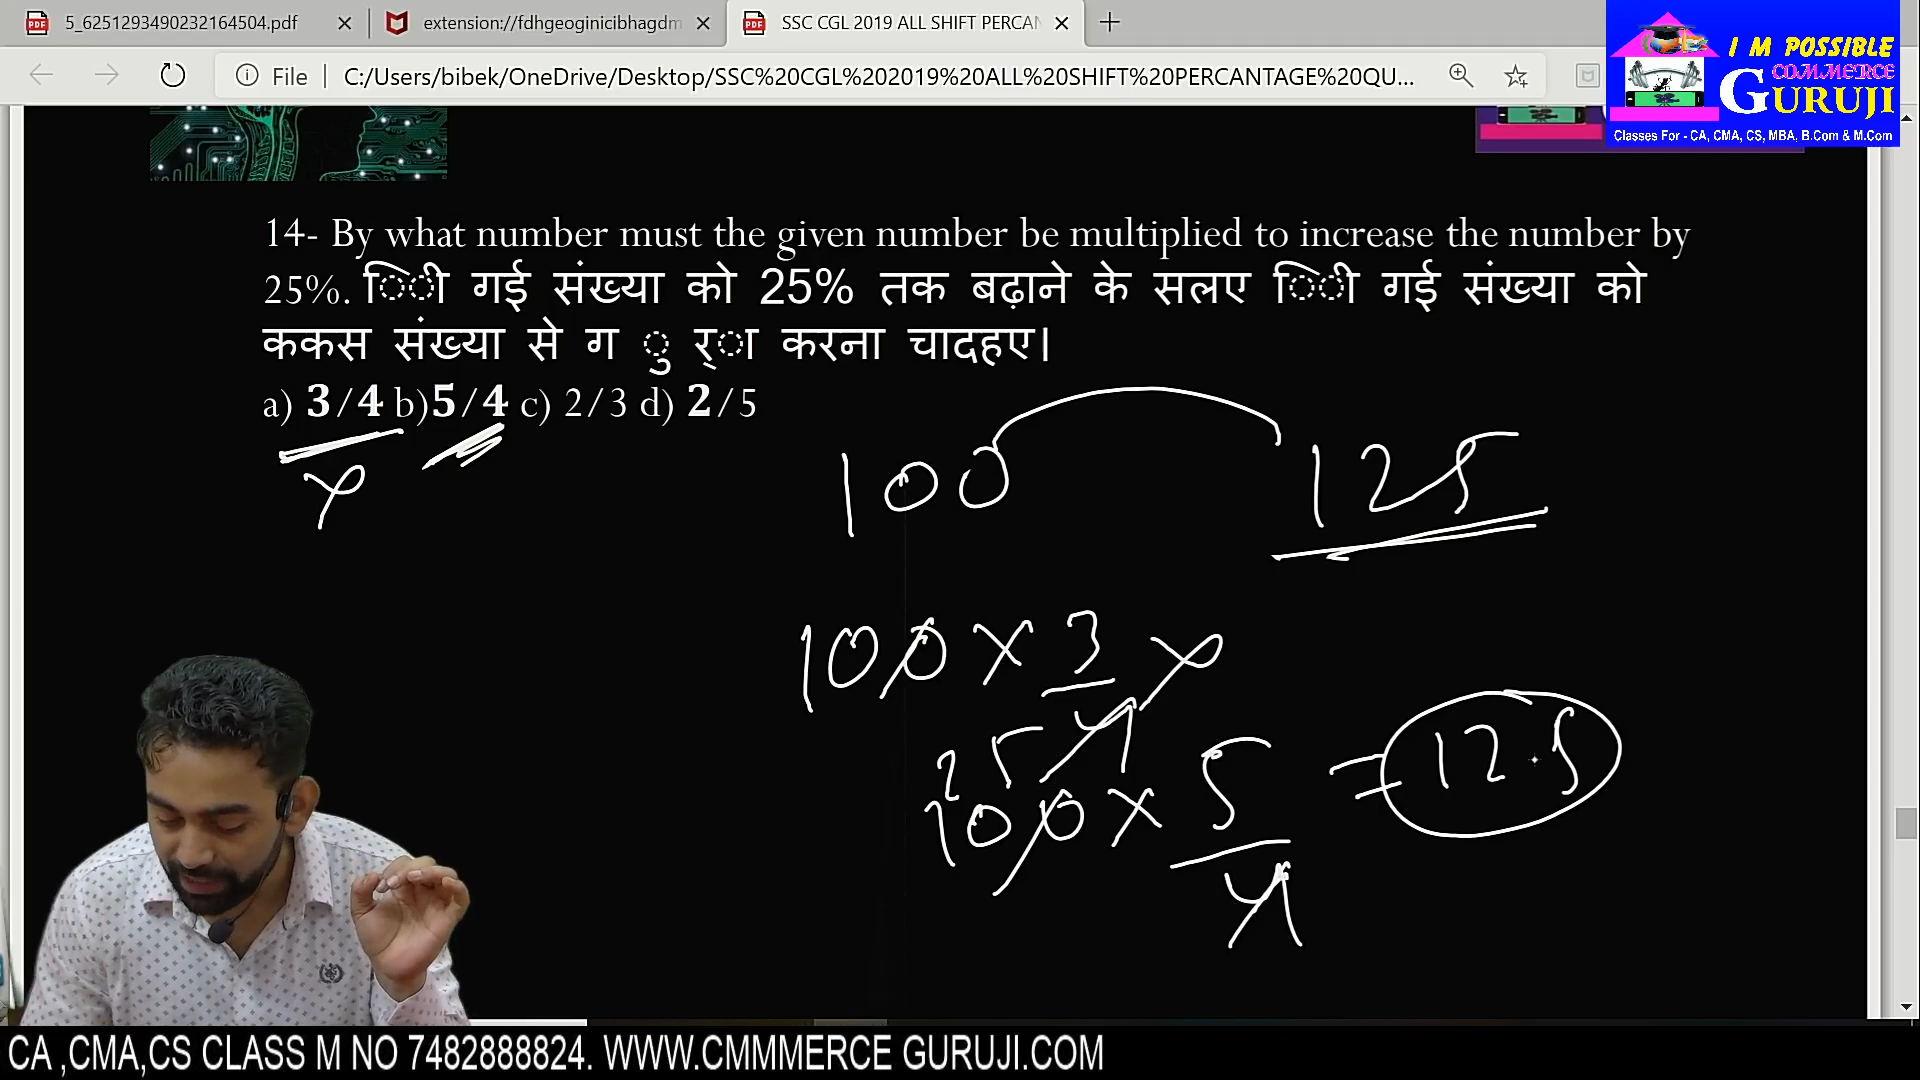 5_6251293490232164504.pdf
extension://fdhgeoginicibhagdm
SSC CGL 2019 ALL SHIFT PERCAN
File
C:/Users/bibek/OneDrive/Desktop/SSC%20CGL%202019%20ALL%20SHIFT%20PERCANTAGE%20QU...
I M POSSIBLE
COMMERCE
GURUJI
Classes For - CA, CMA, CS, MBA, B.Com & M.Com
14- By what number must the given number be multiplied to increase the number by
25%. िदी गई संख्या को 25% तक बढ़ाने के सलए िदी गई संख्या को
ककस संख्या से ग ु र्ा करना चादहए।
a) 3/4 b)5/4 c) 2/3 d) 2/5
100 125
100 × 3
4
25
100 × 5 = 125
4
CA ,CMA,CS CLASS M NO 7482888824. WWW.CMMMERCE GURUJI.COM